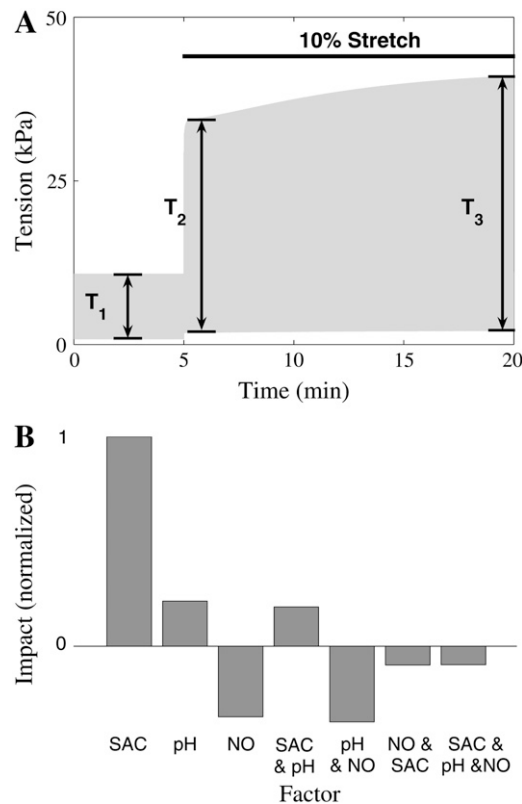 A
50
10% Stretch
Tension (kPa)
25
T2
T3
T1
0
0
5
10
15
20
Time (min)
B
1
Impact (normalized)
0
SAC
pH
NO
SAC
& pH
pH
& NO
NO &
SAC
SAC &
pH &NO
Factor